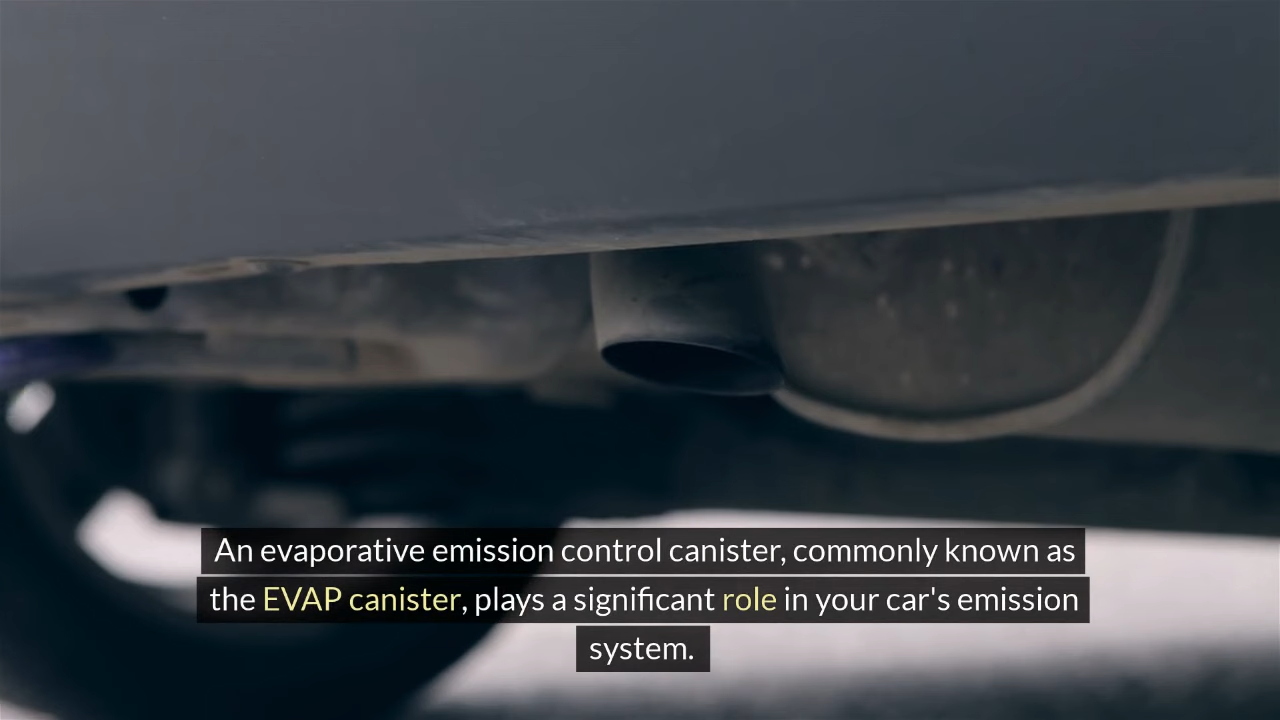 An evaporative emission control canister, commonly known as
the EVAP canister, plays a significant role in your car's emission
system.